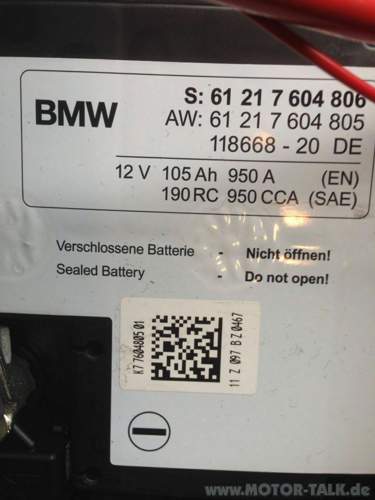 BMW
S: 61 21 7 604 806
AW: 61 21 7 604 805
118668 - 20 DE
12 V 105 Ah 950 A (EN)
190 RC 950 CCA (SAE)
Verschlossene Batterie - Nicht öffnen!
Sealed Battery - Do not open!
K7 7604805 01
11 Z 097 B Z 0467
www.MOTOR-TALK.de